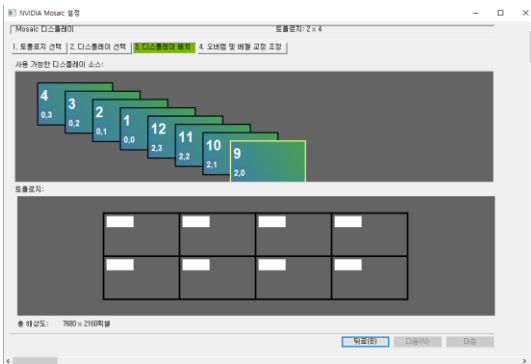 NVIDIA Mosaic 설정
Mosaic 디스플레이 토폴로지: 2 x 4
1. 토폴로지 선택 2. 디스플레이 선택 3. 디스플레이 배치 4. 오버랩 및 베젤 교정 조정
사용 가능한 디스플레이 소스:
4
0,3
3
0,2
2
0,1
1
0,0
12
2,3
11
2,2
10
2,1
9
2,0
토폴로지:
총 해상도: 7680 x 2160픽셀
뒤로(B) 다음(N) 마침